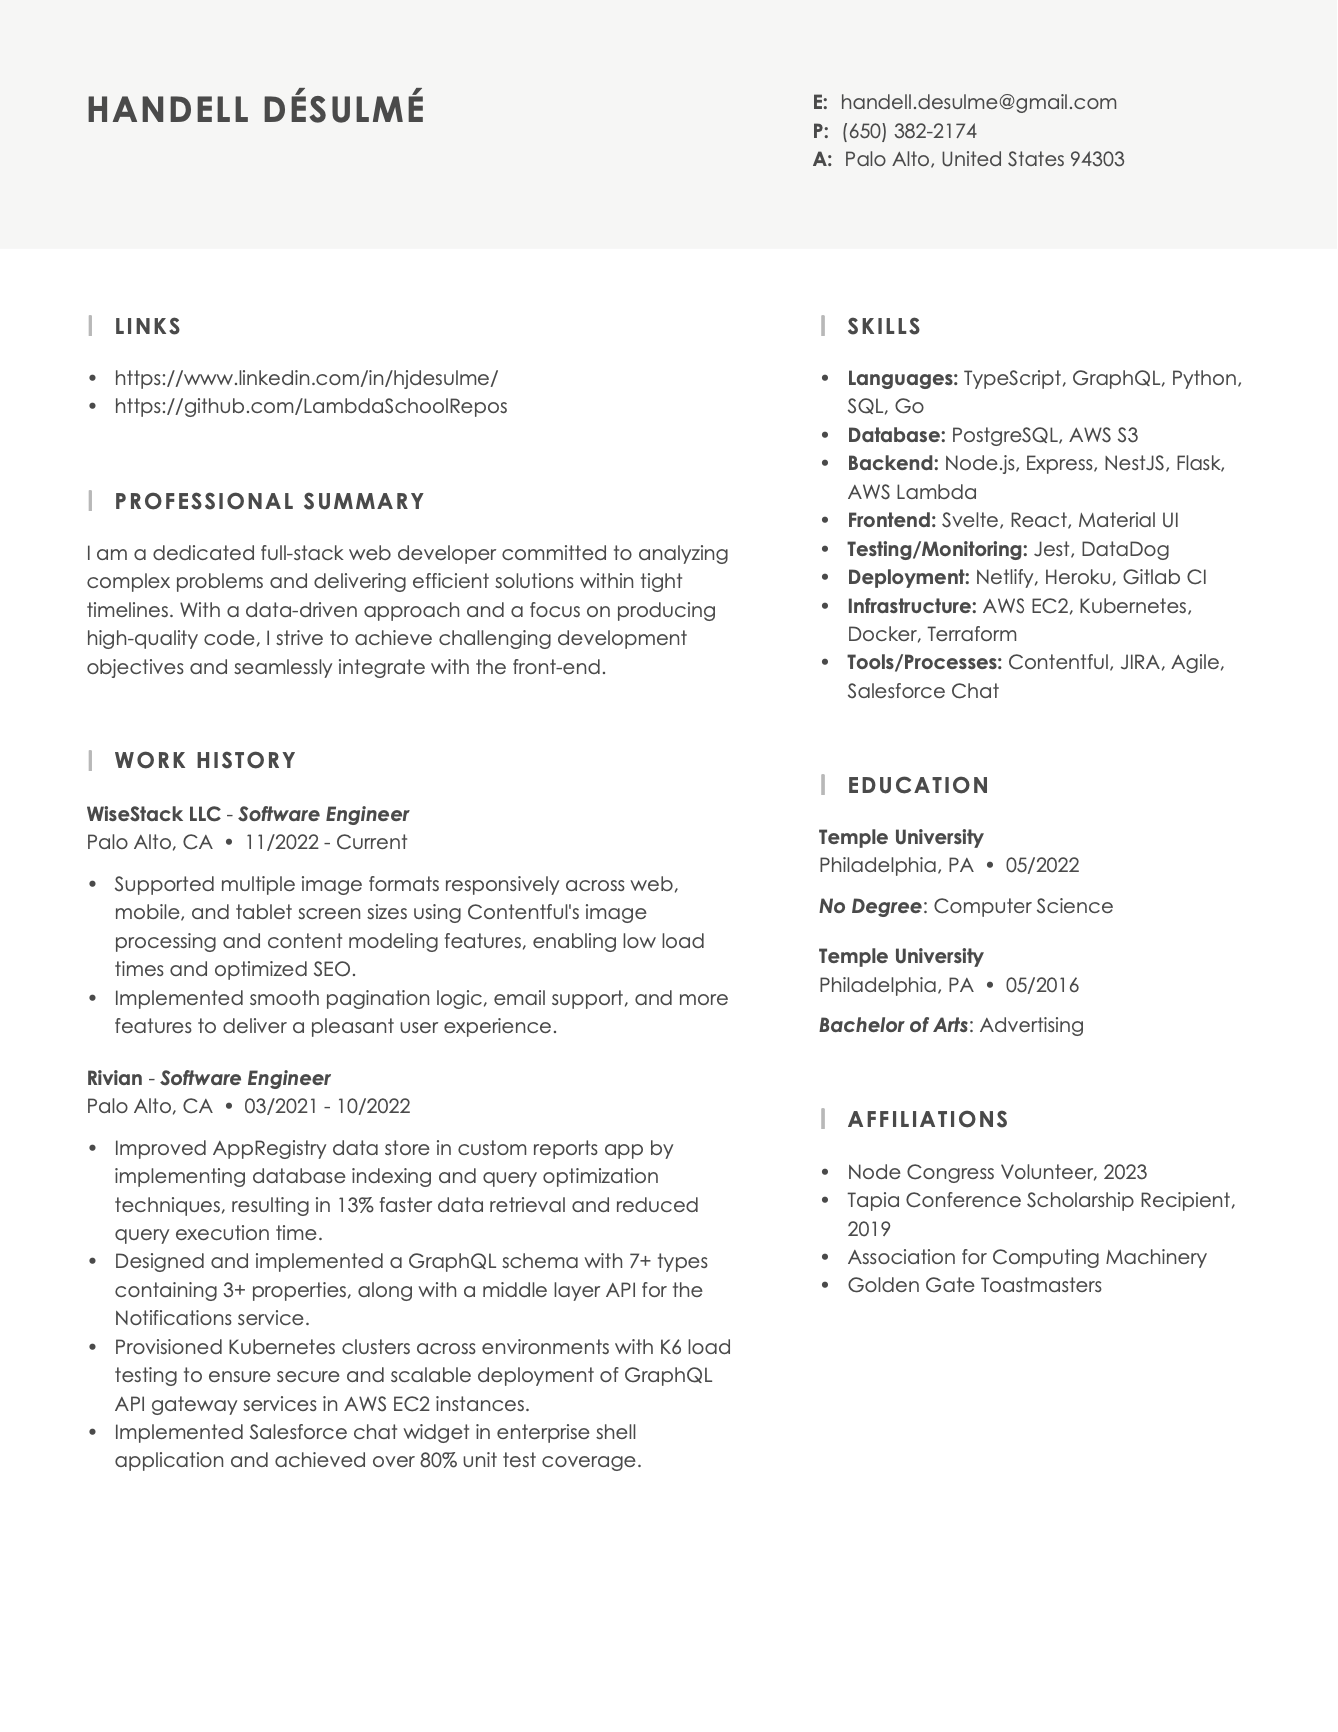 HANDELL DÉSULMÉ
E: handell.desulme@gmail.com
P: (650) 382-2174
A: Palo Alto, United States 94303
LINKS
• https://www.linkedin.com/in/hjdesulme/
• https://github.com/LambdaSchoolRepos
PROFESSIONAL SUMMARY
I am a dedicated full-stack web developer committed to analyzing
complex problems and delivering efficient solutions within tight
timelines. With a data-driven approach and a focus on producing
high-quality code, I strive to achieve challenging development
objectives and seamlessly integrate with the front-end.
WORK HISTORY
WiseStack LLC - Software Engineer
Palo Alto, CA • 11/2022 - Current
• Supported multiple image formats responsively across web,
mobile, and tablet screen sizes using Contentful's image
processing and content modeling features, enabling low load
times and optimized SEO.
• Implemented smooth pagination logic, email support, and more
features to deliver a pleasant user experience.
Rivian - Software Engineer
Palo Alto, CA • 03/2021 - 10/2022
• Improved AppRegistry data store in custom reports app by
implementing database indexing and query optimization
techniques, resulting in 13% faster data retrieval and reduced
query execution time.
• Designed and implemented a GraphQL schema with 7+ types
containing 3+ properties, along with a middle layer API for the
Notifications service.
• Provisioned Kubernetes clusters across environments with K6 load
testing to ensure secure and scalable deployment of GraphQL
API gateway services in AWS EC2 instances.
• Implemented Salesforce chat widget in enterprise shell
application and achieved over 80% unit test coverage.
SKILLS
• Languages: TypeScript, GraphQL, Python,
SQL, Go
• Database: PostgreSQL, AWS S3
• Backend: Node.js, Express, NestJS, Flask,
AWS Lambda
• Frontend: Svelte, React, Material UI
• Testing/Monitoring: Jest, DataDog
• Deployment: Netlify, Heroku, Gitlab CI
• Infrastructure: AWS EC2, Kubernetes,
Docker, Terraform
• Tools/Processes: Contentful, JIRA, Agile,
Salesforce Chat
EDUCATION
Temple University
Philadelphia, PA • 05/2022
No Degree: Computer Science
Temple University
Philadelphia, PA • 05/2016
Bachelor of Arts: Advertising
AFFILIATIONS
• Node Congress Volunteer, 2023
• Tapia Conference Scholarship Recipient,
2019
• Association for Computing Machinery
• Golden Gate Toastmasters